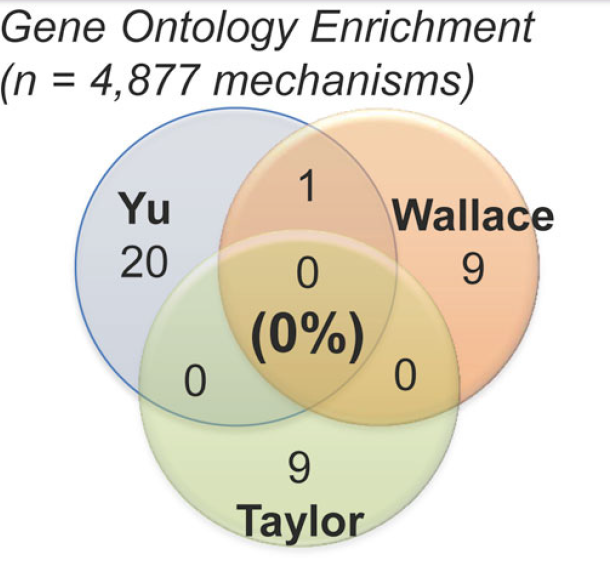 Gene Ontology Enrichment
(n = 4,877 mechanisms)
1
Yu
Wallace
20
0
9
(0%)
0
0
9
Taylor